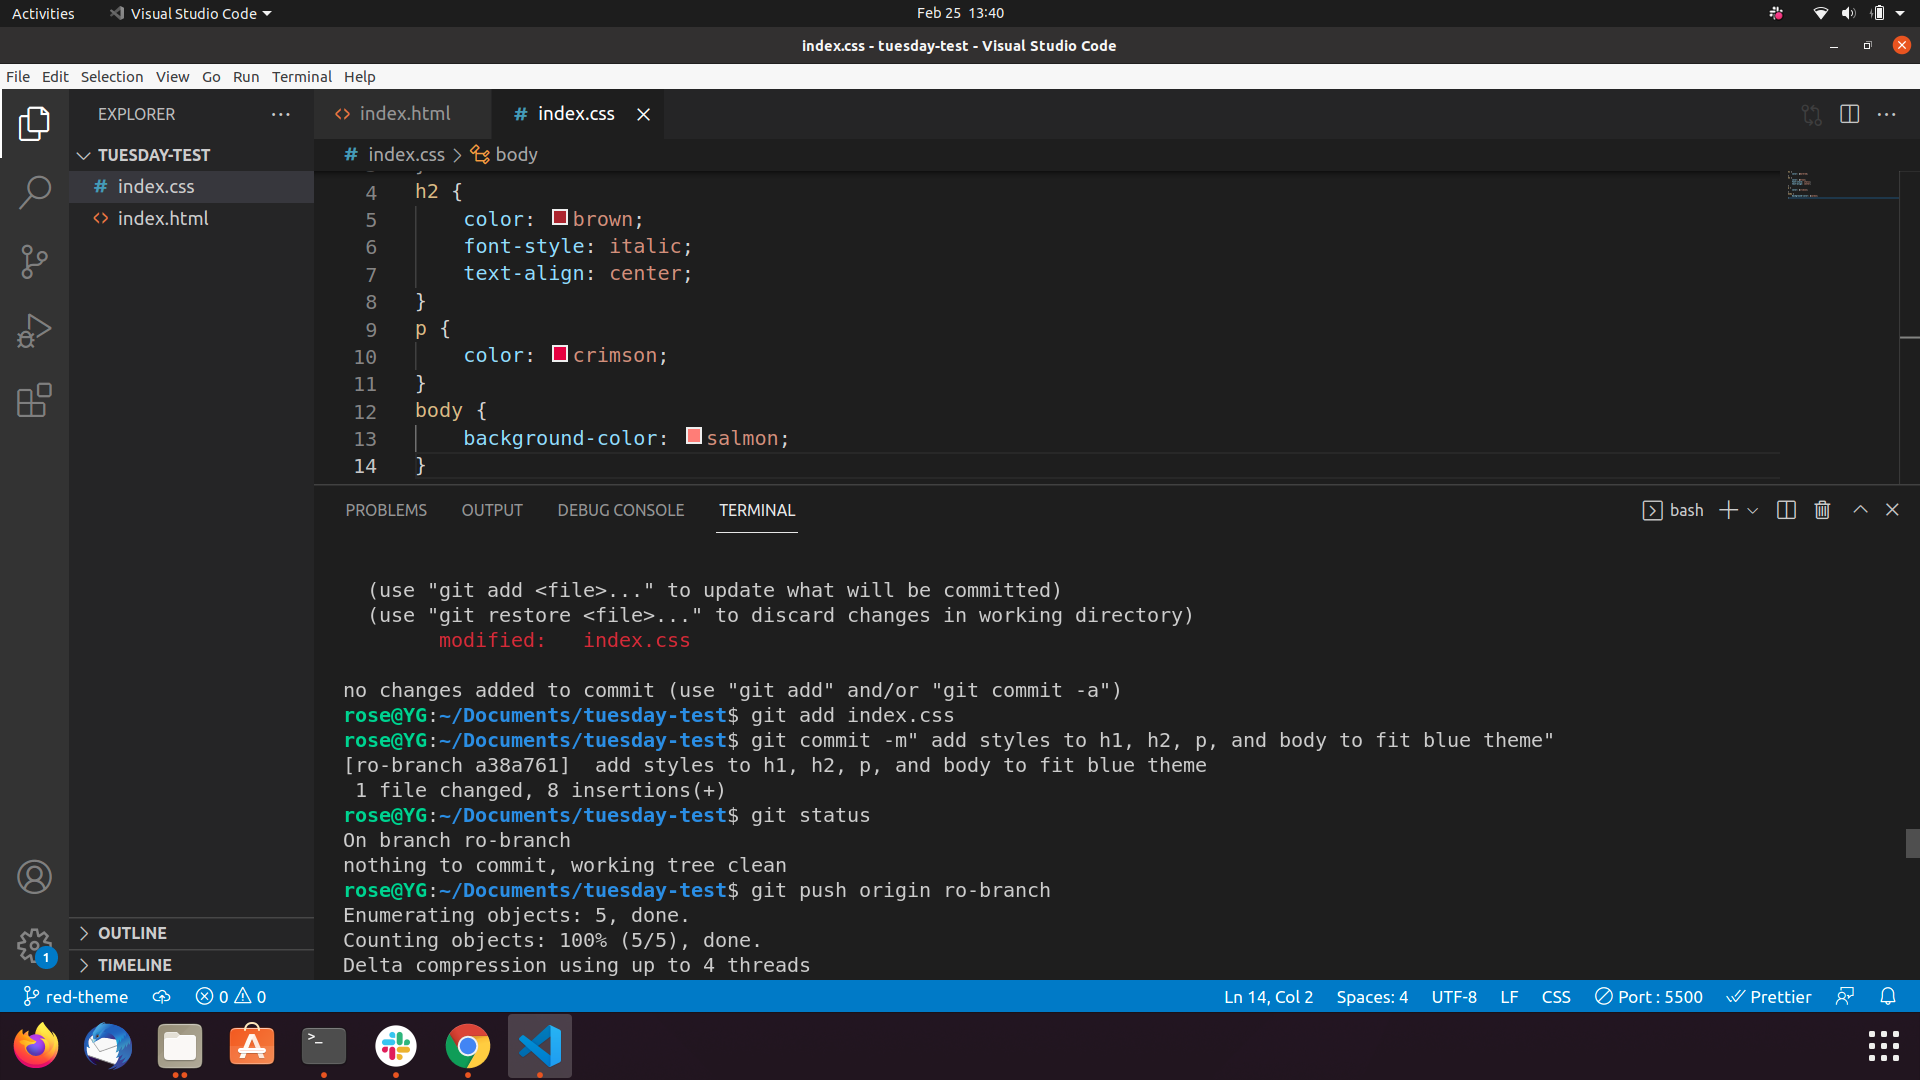 Activities
Visual Studio Code
Feb 25 13:40
index.css - tuesday-test - Visual Studio Code
File Edit Selection View Go Run Terminal Help
EXPLORER
index.html
index.css
TUESDAY-TEST
index.css > body
index.css
index.html
4 h2 {
5 color: brown;
6 font-style: italic;
7 text-align: center;
8 }
9 p {
10 color: crimson;
11 }
12 body {
13 background-color: salmon;
14 }
PROBLEMS OUTPUT DEBUG CONSOLE TERMINAL
bash
(use "git add <file>..." to update what will be committed)
(use "git restore <file>..." to discard changes in working directory)
modified: index.css
no changes added to commit (use "git add" and/or "git commit -a")
rose@YG:~/Documents/tuesday-test$ git add index.css
rose@YG:~/Documents/tuesday-test$ git commit -m" add styles to h1, h2, p, and body to fit blue theme"
[ro-branch a38a761]  add styles to h1, h2, p, and body to fit blue theme
1 file changed, 8 insertions(+)
rose@YG:~/Documents/tuesday-test$ git status
On branch ro-branch
nothing to commit, working tree clean
rose@YG:~/Documents/tuesday-test$ git push origin ro-branch
Enumerating objects: 5, done.
Counting objects: 100% (5/5), done.
Delta compression using up to 4 threads
OUTLINE
TIMELINE
1
red-theme
0 0
Ln 14, Col 2
Spaces: 4
UTF-8
LF
CSS
Port : 5500
Prettier